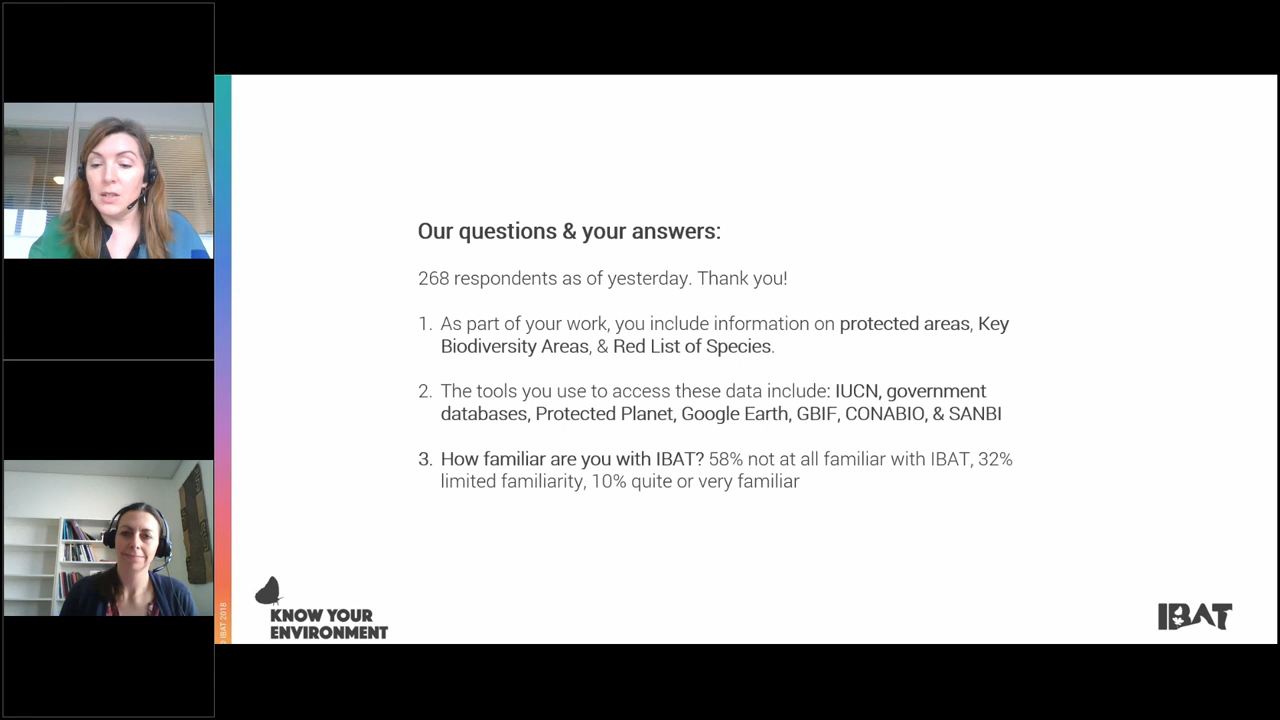 Our questions & your answers:
268 respondents as of yesterday. Thank you!
1. As part of your work, you include information on protected areas, Key
Biodiversity Areas, & Red List of Species.
2. The tools you use to access these data include: IUCN, government
databases, Protected Planet, Google Earth, GBIF, CONABIO, & SANBI
3. How familiar are you with IBAT? 58% not at all familiar with IBAT, 32%
limited familiarity, 10% quite or very familiar
© IBAT 2018
KNOW YOUR
ENVIRONMENT
IBAT